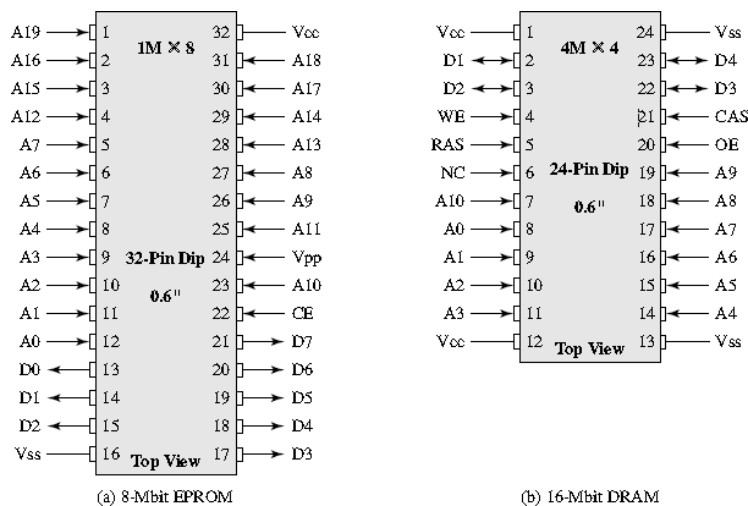 A19 1 1M × 8 32 Vcc
A16 2 31 A18
A15 3 30 A17
A12 4 29 A14
A7 5 28 A13
A6 6 27 A8
A5 7 26 A9
A4 8 25 A11
A3 9 32-Pin Dip 24 Vpp
A2 10 0.6" 23 A10
A1 11 22 CE
A0 12 21 D7
D0 13 20 D6
D1 14 19 D5
D2 15 18 D4
Vss 16 Top View 17 D3
(a) 8-Mbit EPROM
Vcc 1 4M × 4 24 Vss
D1 2 23 D4
D2 3 22 D3
WE 4 21 CAS
RAS 5 20 OE
NC 6 24-Pin Dip 19 A9
A10 7 0.6" 18 A8
A0 8 17 A7
A1 9 16 A6
A2 10 15 A5
A3 11 14 A4
Vcc 12 Top View 13 Vss
(b) 16-Mbit DRAM